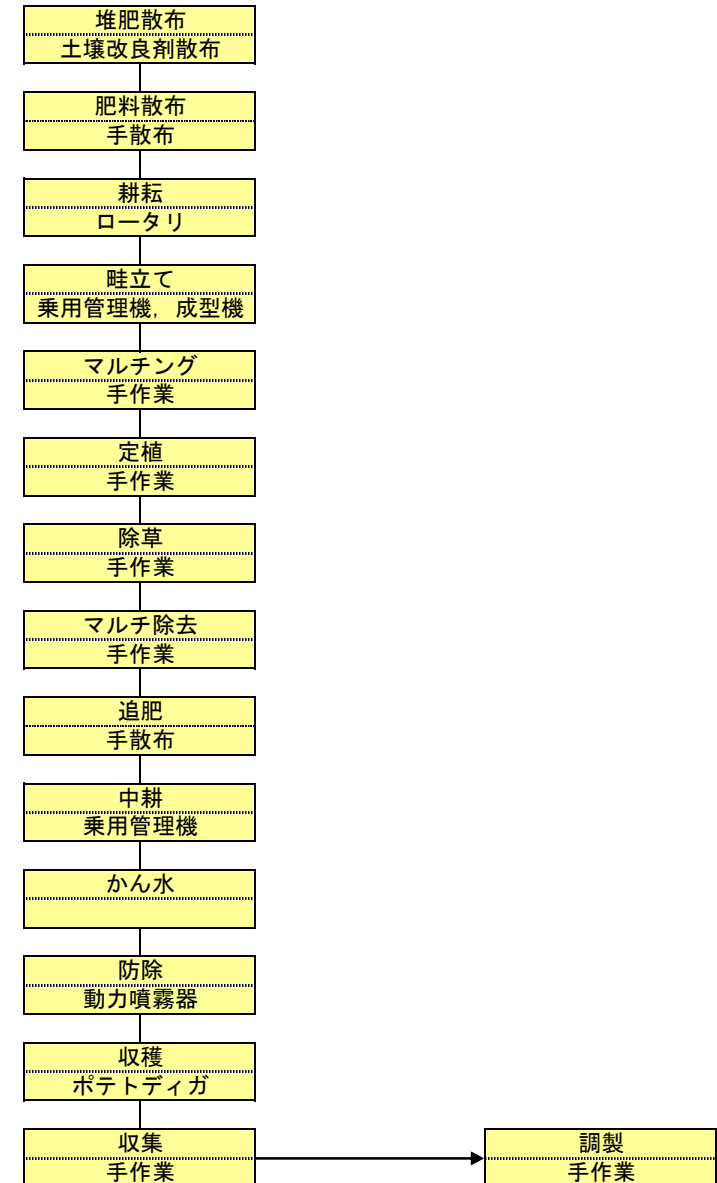 堆肥散布
土壌改良剤散布
肥料散布
手散布
耕耘
ロータリ
畦立て
乗用管理機，成型機
マルチング
手作業
定植
手作業
除草
手作業
マルチ除去
手作業
追肥
手散布
中耕
乗用管理機
かん水
防除
動力噴霧器
収穫
ポテトディガ
収集
手作業
調製
手作業